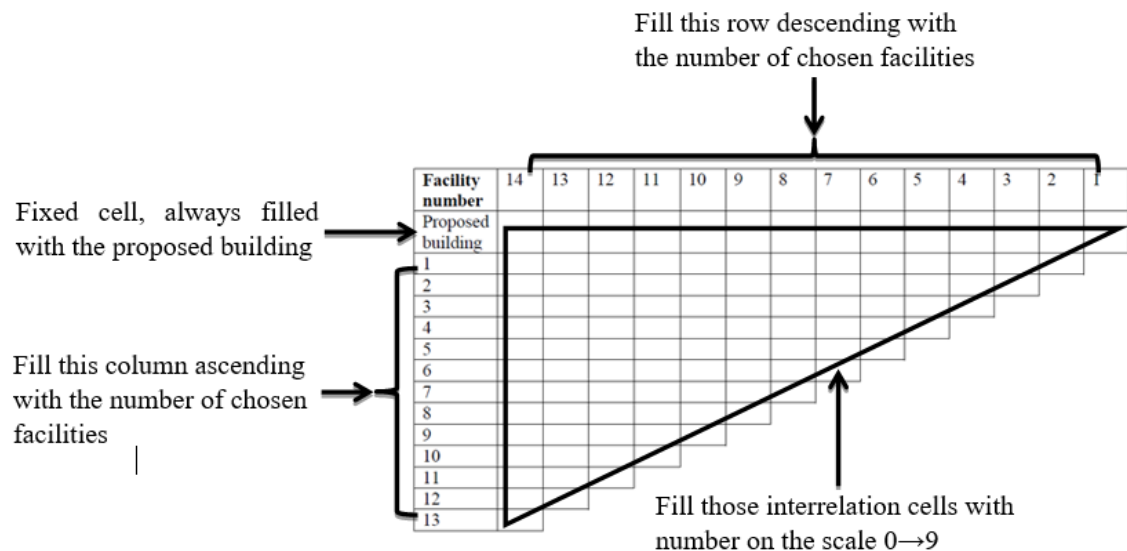 Fill this row descending with
the number of chosen facilities
Facility number 14 13 12 11 10 9 8 7 6 5 4 3 2 1
Fixed cell, always filled
with the proposed building
Proposed building
1
2
3
4
5
6
7
8
9
10
11
12
13
Fill this column ascending
with the number of chosen
facilities
Fill those interrelation cells with
number on the scale 0→9